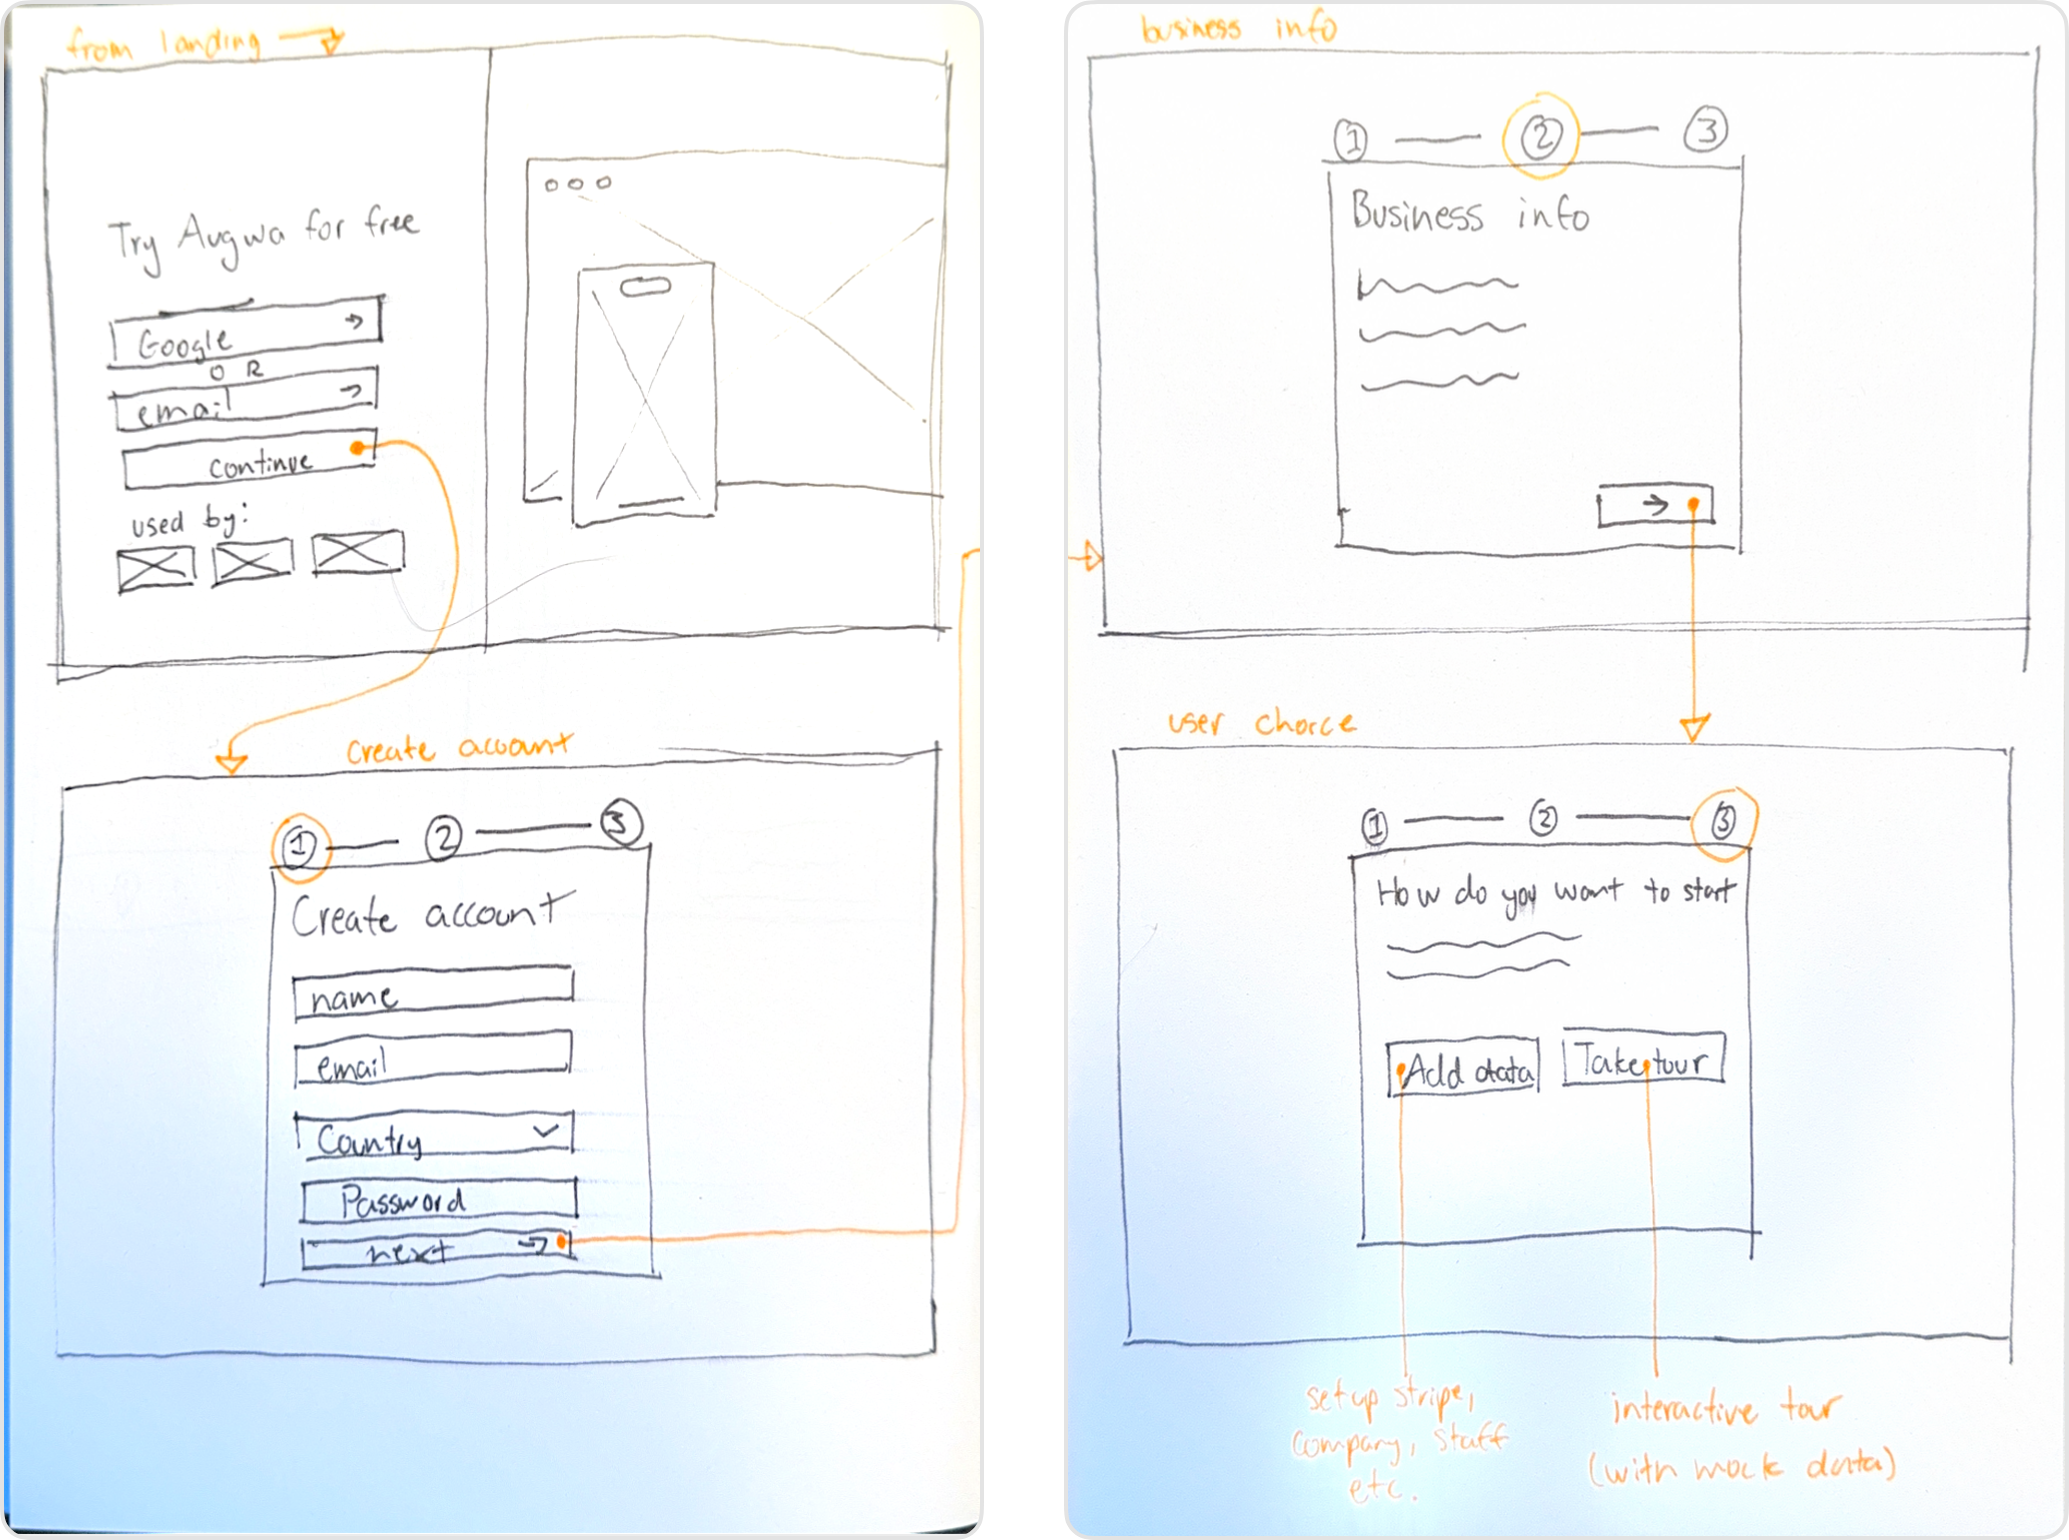 from landing
Try Augwa for free
Google
OR
email
continue
used by:
Create account
1 2 3
Create account
name
email
Country
Password
next
business info
1 2 3
Business info
user choice
1 2 3
How do you want to start
Add data
Take tour
setup stripe,
company, staff
etc.
interactive tour
(with mock data)